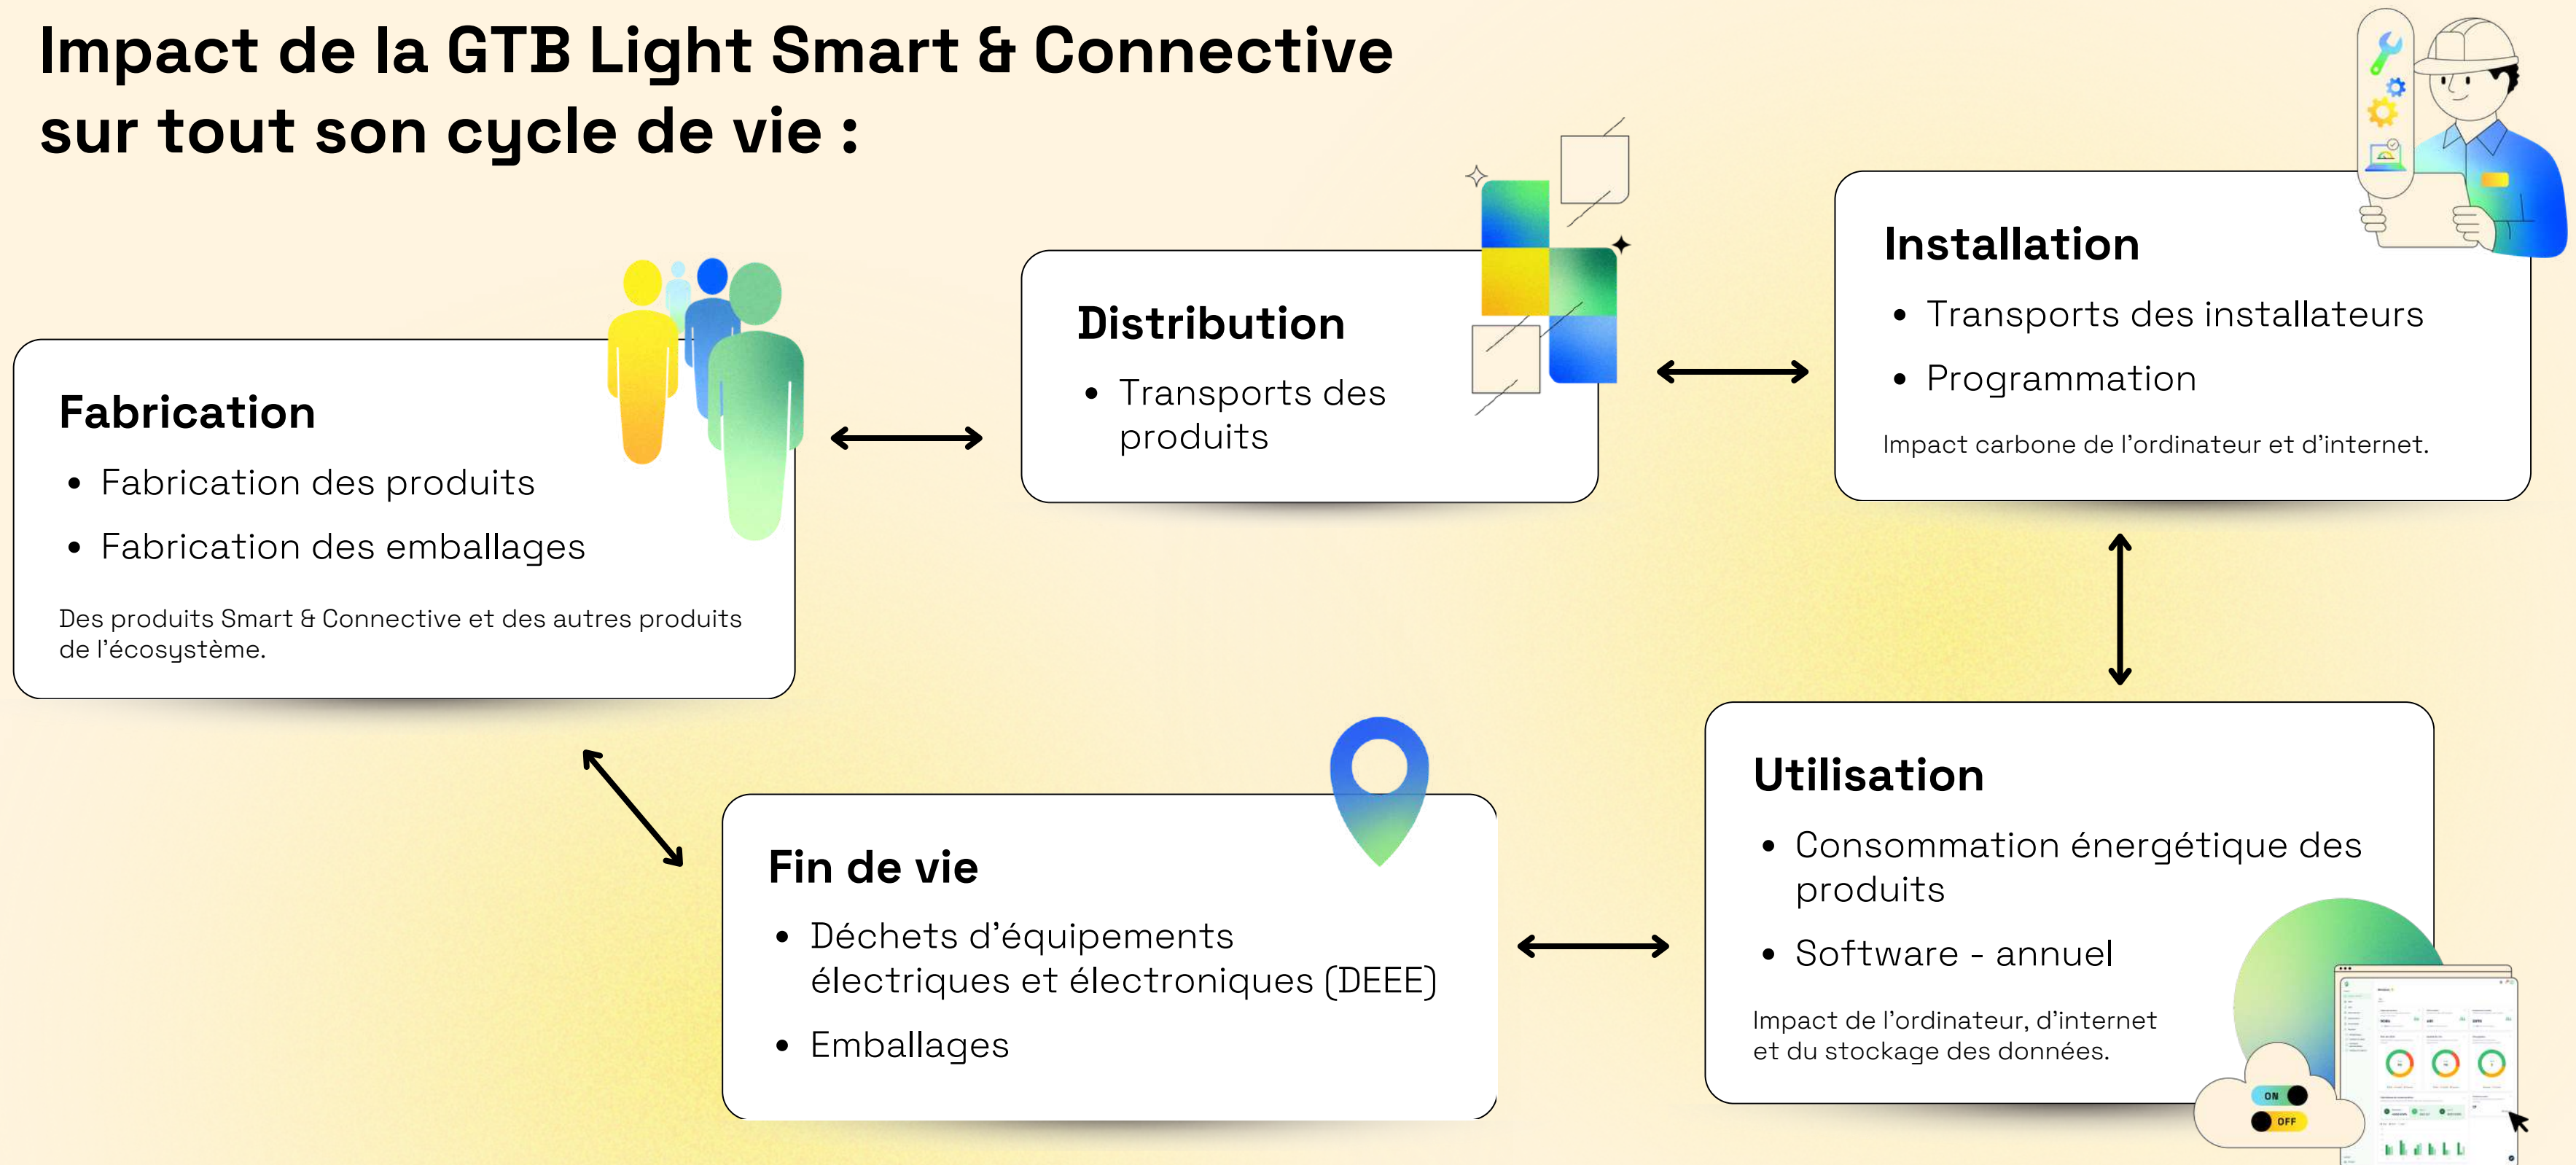 Impact de la GTB Light Smart & Connective
sur tout son cycle de vie :
Fabrication
• Fabrication des produits
• Fabrication des emballages
Des produits Smart & Connective et des autres produits
de l'écosystème.
Distribution
• Transports des
produits
Installation
• Transports des installateurs
• Programmation
Impact carbone de l'ordinateur et d'internet.
Utilisation
• Consommation énergétique des
produits
• Software - annuel
Impact de l'ordinateur, d'internet
et du stockage des données.
ON
OFF
Fin de vie
• Déchets d'équipements
électriques et électroniques (DEEE)
• Emballages